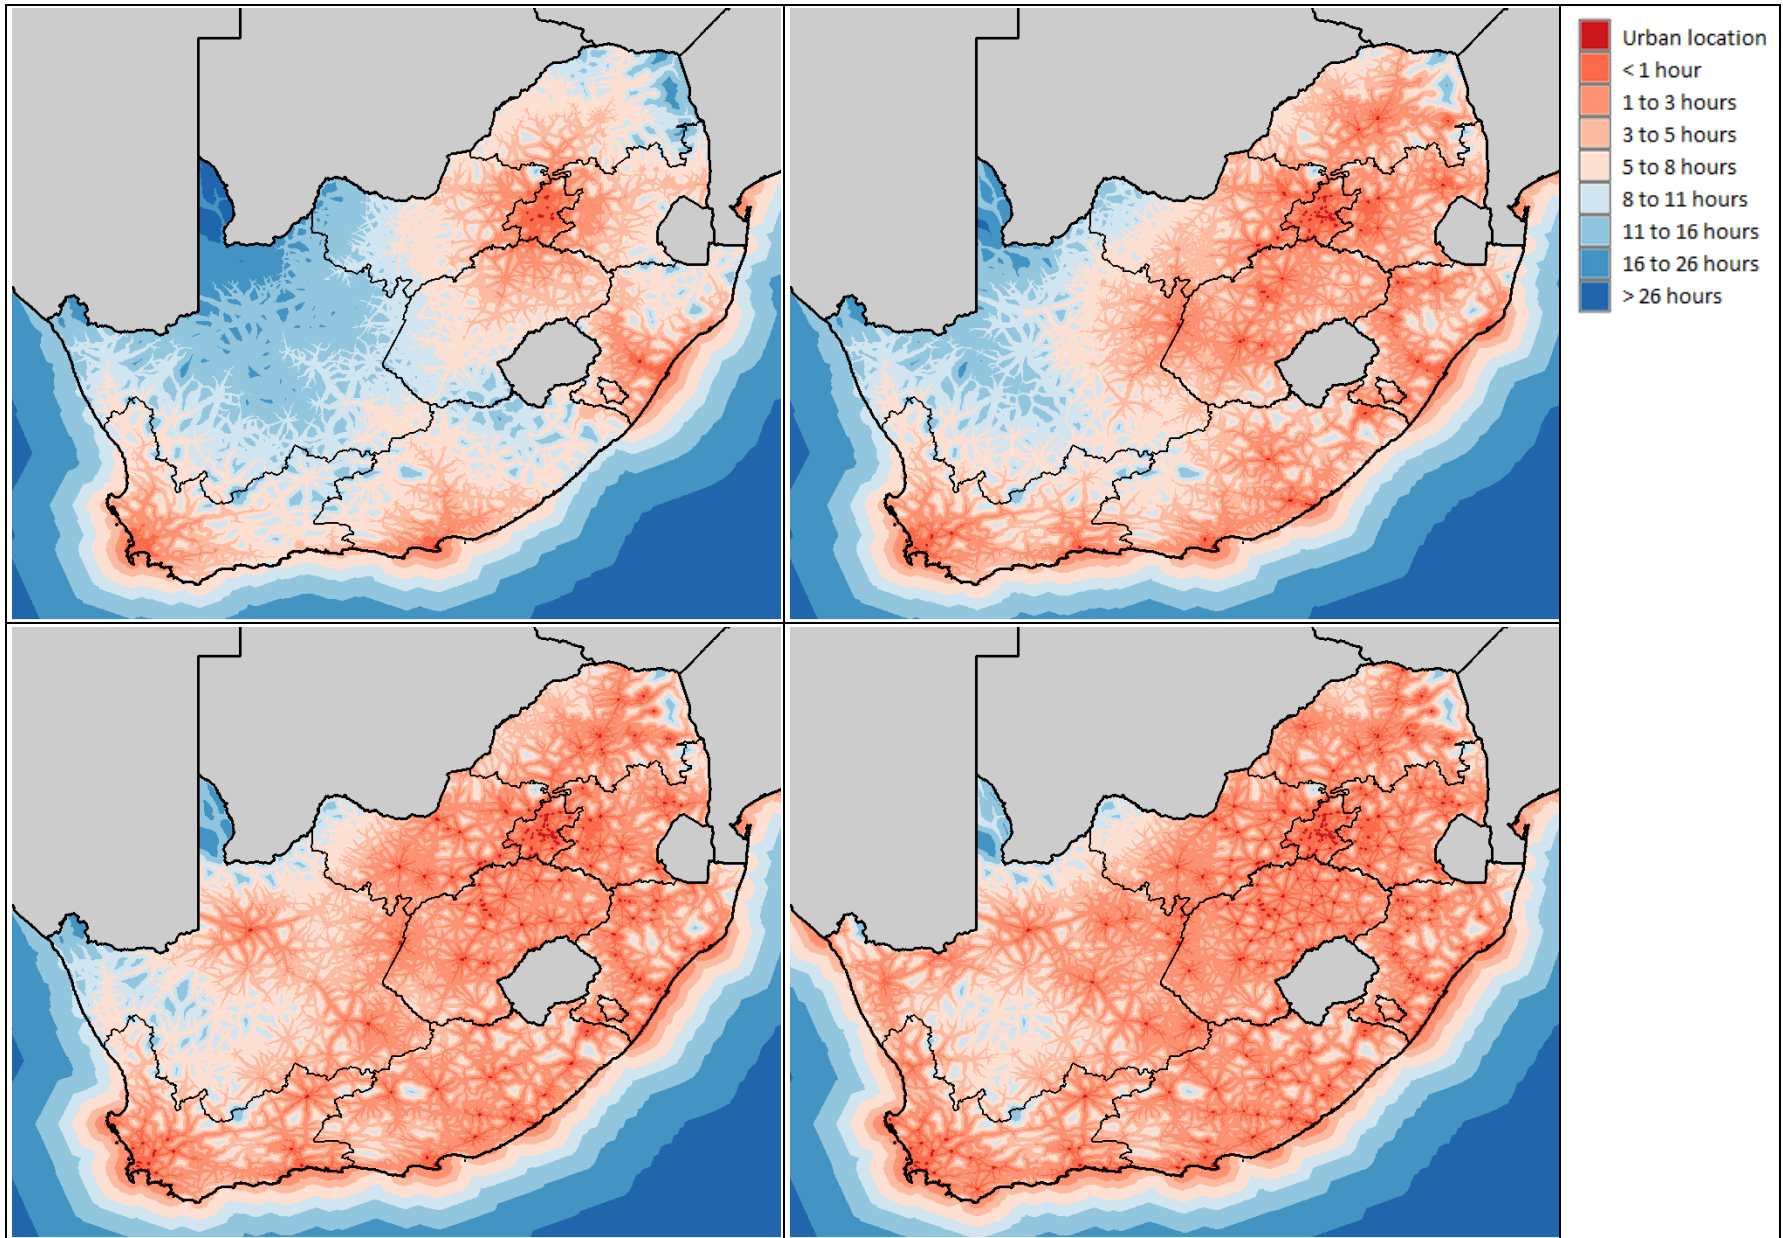 Urban location
< 1 hour
1 to 3 hours
3 to 5 hours
5 to 8 hours
8 to 11 hours
11 to 16 hours
16 to 26 hours
> 26 hours